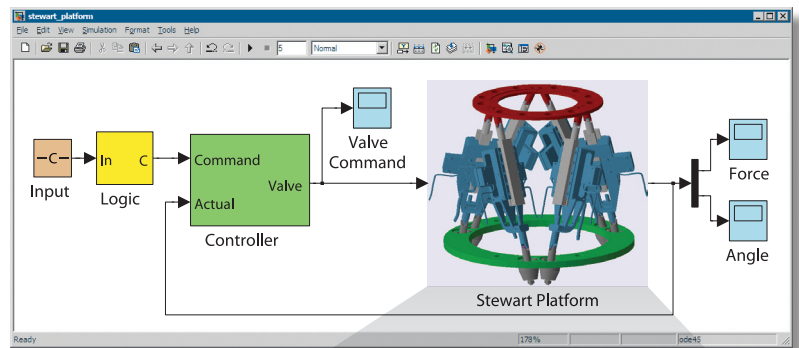 stewart_platform
File Edit View Simulation Format Tools Help
5 Normal
C
Input
In C
Logic
Command
Actual
Valve
Controller
Valve
Command
Stewart Platform
Force
Angle
Ready 178% ode45